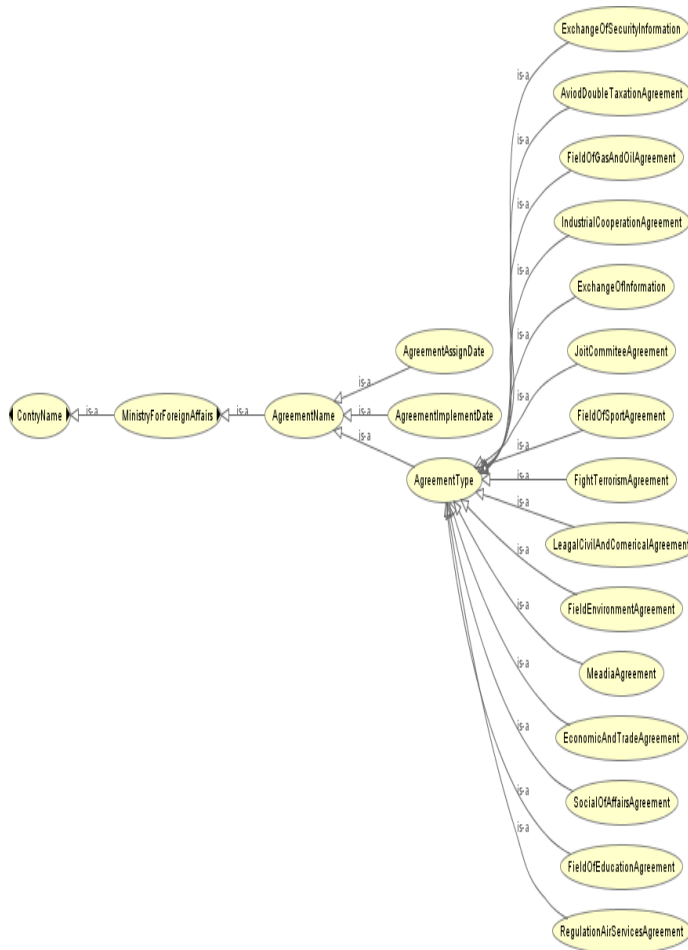 ExchangeOfSecurityInformation
is-a
AviodDoubleTaxationAgreement
is-a
FieldOfGasAndOilAgreement
is-a
IndustrialCooperationAgreement
is-a
ExchangeOfInformation
is-a
AgreementAssignDate
JoitCommiteeAgreement
is-a
is-a
ContryName
is-a
MinistryForForeignAffairs
is-a
AgreementName
is-a
AgreementImplementDate
is-a
FieldOfSportAgreement
is-a
is-a
AgreementType
FightTerrorismAgreement
is-a
is-a
LeagalCivilAndComericalAgreement
is-a
FieldEnvironmentAgreement
is-a
MeadiaAgreement
is-a
EconomicAndTradeAgreement
is-a
SocialOfAffairsAgreement
is-a
FieldOfEducationAgreement
RegulationAirServicesAgreement